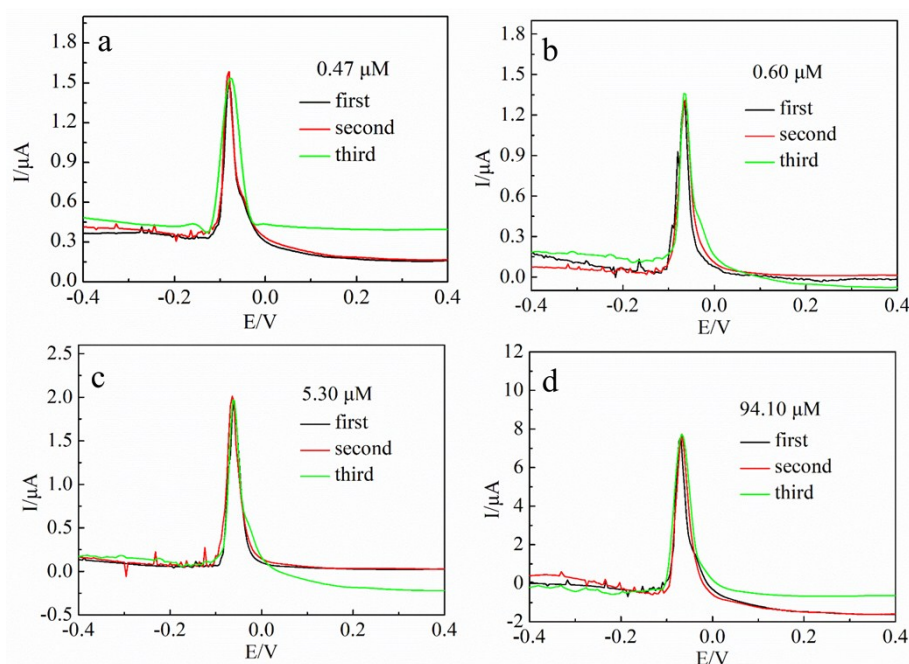 a
0.47 μM
first
second
third
I/μA
1.8
1.5
1.2
0.9
0.6
0.3
0.0
-0.4 -0.2 0.0 0.2 0.4
E/V
b
0.60 μM
first
second
third
I/μA
1.8
1.5
1.2
0.9
0.6
0.3
0.0
-0.4 -0.2 0.0 0.2 0.4
E/V
c
5.30 μM
first
second
third
I/μA
2.5
2.0
1.5
1.0
0.5
0.0
-0.5
-0.4 -0.2 0.0 0.2 0.4
E/V
d
94.10 μM
first
second
third
I/μA
12
10
8
6
4
2
0
-2
-0.4 -0.2 0.0 0.2 0.4
E/V